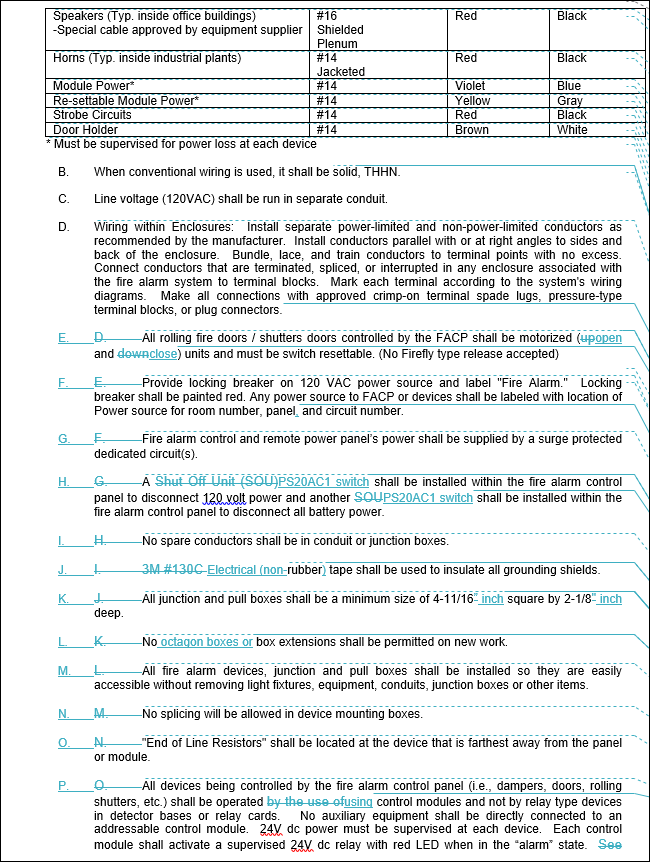 Speakers (Typ. inside office buildings) #16 Red Black
-Special cable approved by equipment supplier Shielded
Plenum
Horns (Typ. inside industrial plants) #14 Red Black
Jacketed
Module Power* #14 Violet Blue
Re-settable Module Power* #14 Yellow Gray
Strobe Circuits #14 Red Black
Door Holder #14 Brown White
* Must be supervised for power loss at each device
B. When conventional wiring is used, it shall be solid, THHN.
C. Line voltage (120VAC) shall be run in separate conduit.
D. Wiring within Enclosures: Install separate power-limited and non-power-limited conductors as
recommended by the manufacturer. Install conductors parallel with or at right angles to sides and
back of the enclosure. Bundle, lace, and train conductors to terminal points with no excess.
Connect conductors that are terminated, spliced, or interrupted in any enclosure associated with
the fire alarm system to terminal blocks. Mark each terminal according to the system's wiring
diagrams. Make all connections with approved crimp-on terminal spade lugs, pressure-type
terminal blocks, or plug connectors.
E. D. All rolling fire doors / shutters doors controlled by the FACP shall be motorized (upopen
and downclose) units and must be switch resettable. (No Firefly type release accepted)
F. E. Provide locking breaker on 120 VAC power source and label "Fire Alarm." Locking
breaker shall be painted red. Any power source to FACP or devices shall be labeled with location of
Power source for room number, panel, and circuit number.
G. F. Fire alarm control and remote power panel's power shall be supplied by a surge protected
dedicated circuit(s).
H. G. A Shut Off Unit (SOU)PS20AC1 switch shall be installed within the fire alarm control
panel to disconnect 120 volt power and another SOUPS20AC1 switch shall be installed within the
fire alarm control panel to disconnect all battery power.
I. H. No spare conductors shall be in conduit or junction boxes.
J. I. 3M #130C Electrical (non-rubber) tape shall be used to insulate all grounding shields.
K. J. All junction and pull boxes shall be a minimum size of 4-11/16" inch square by 2-1/8" inch
deep.
L. K. No octagon boxes or box extensions shall be permitted on new work.
M. L. All fire alarm devices, junction and pull boxes shall be installed so they are easily
accessible without removing light fixtures, equipment, conduits, junction boxes or other items.
N. M. No splicing will be allowed in device mounting boxes.
O. N. "End of Line Resistors" shall be located at the device that is farthest away from the panel
or module.
P. O. All devices being controlled by the fire alarm control panel (i.e., dampers, doors, rolling
shutters, etc.) shall be operated by the use ofusing control modules and not by relay type devices
in detector bases or relay cards. No auxiliary equipment shall be directly connected to an
addressable control module. 24V dc power must be supervised at each device. Each control
module shall activate a supervised 24V dc relay with red LED when in the "alarm" state. See